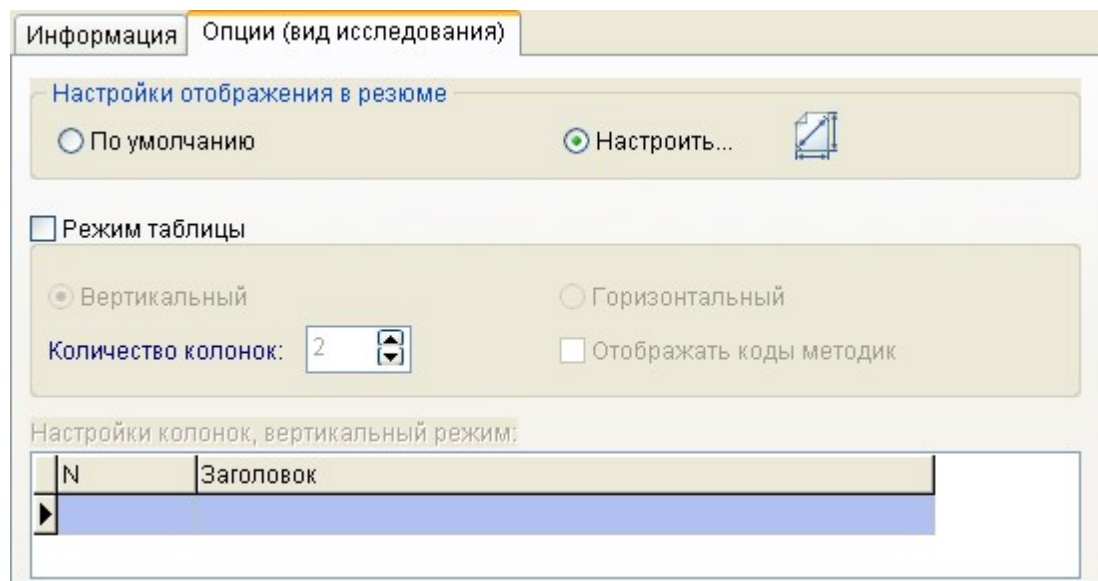 Информация Опции (вид исследования)
Настройки отображения в резюме
По умолчанию Настроить...
Режим таблицы
Вертикальный Горизонтальный
Количество колонок: 2 Отображать коды методик
Настройки колонок, вертикальный режим:
N Заголовок